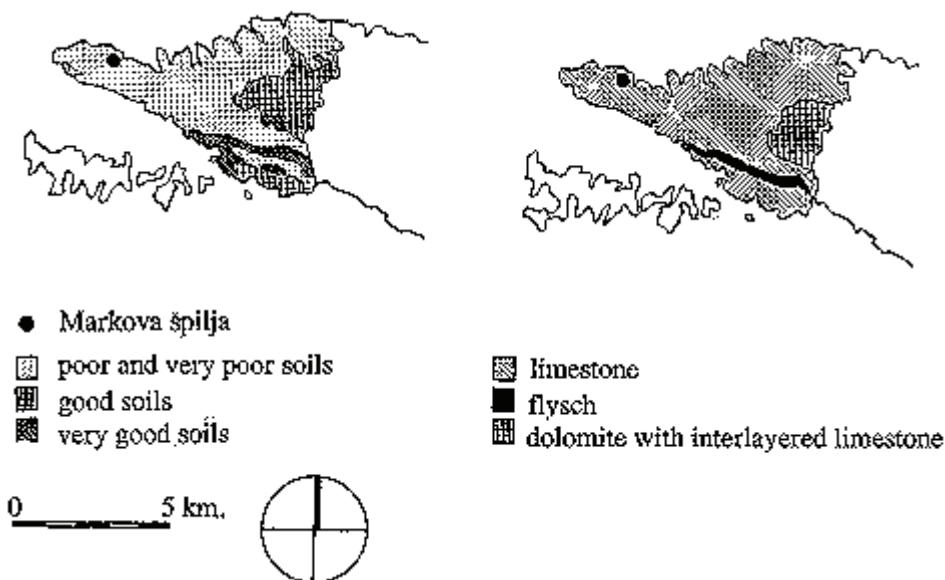 Markova špilja
poor and very poor soils
good soils
very good soils
limestone
flysch
dolomite with interlayered limestone
0 5 km.